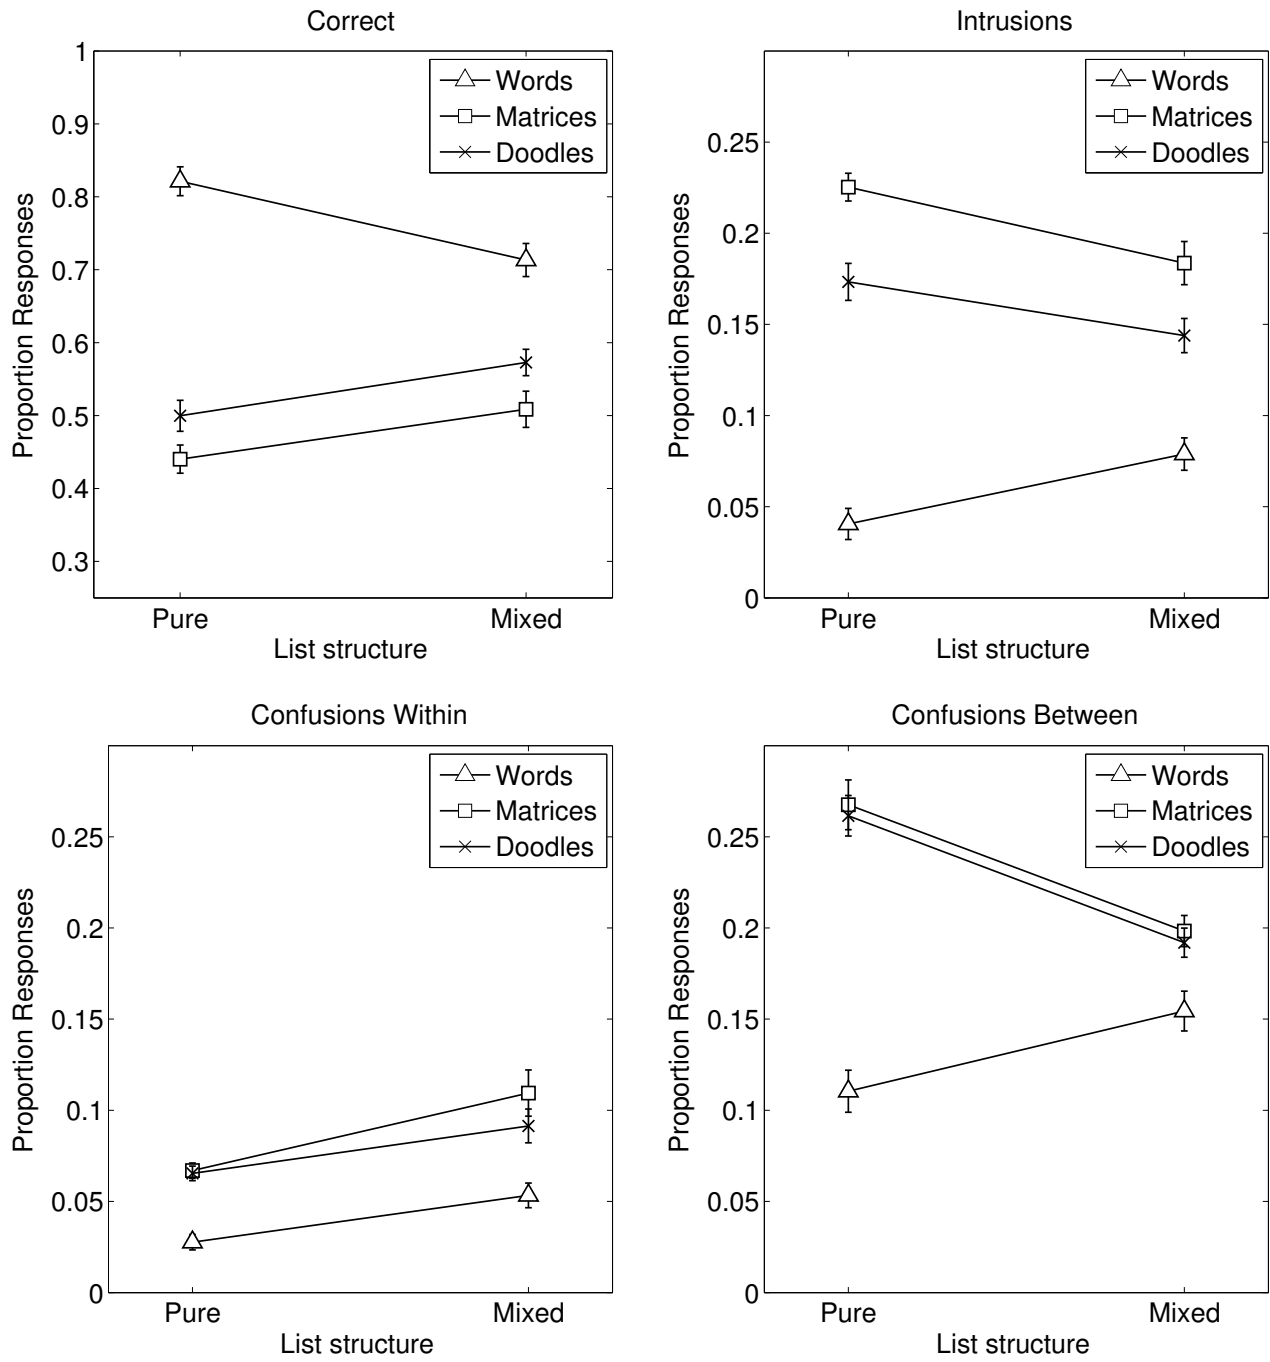 Correct
Proportion Responses
1
0.9
0.8
0.7
0.6
0.5
0.4
0.3
Words
Matrices
Doodles
Pure
Mixed
List structure
Intrusions
Proportion Responses
0.25
0.2
0.15
0.1
0.05
0
Words
Matrices
Doodles
Pure
Mixed
List structure
Confusions Within
Proportion Responses
0.25
0.2
0.15
0.1
0.05
0
Words
Matrices
Doodles
Pure
Mixed
List structure
Confusions Between
Proportion Responses
0.25
0.2
0.15
0.1
0.05
0
Words
Matrices
Doodles
Pure
Mixed
List structure